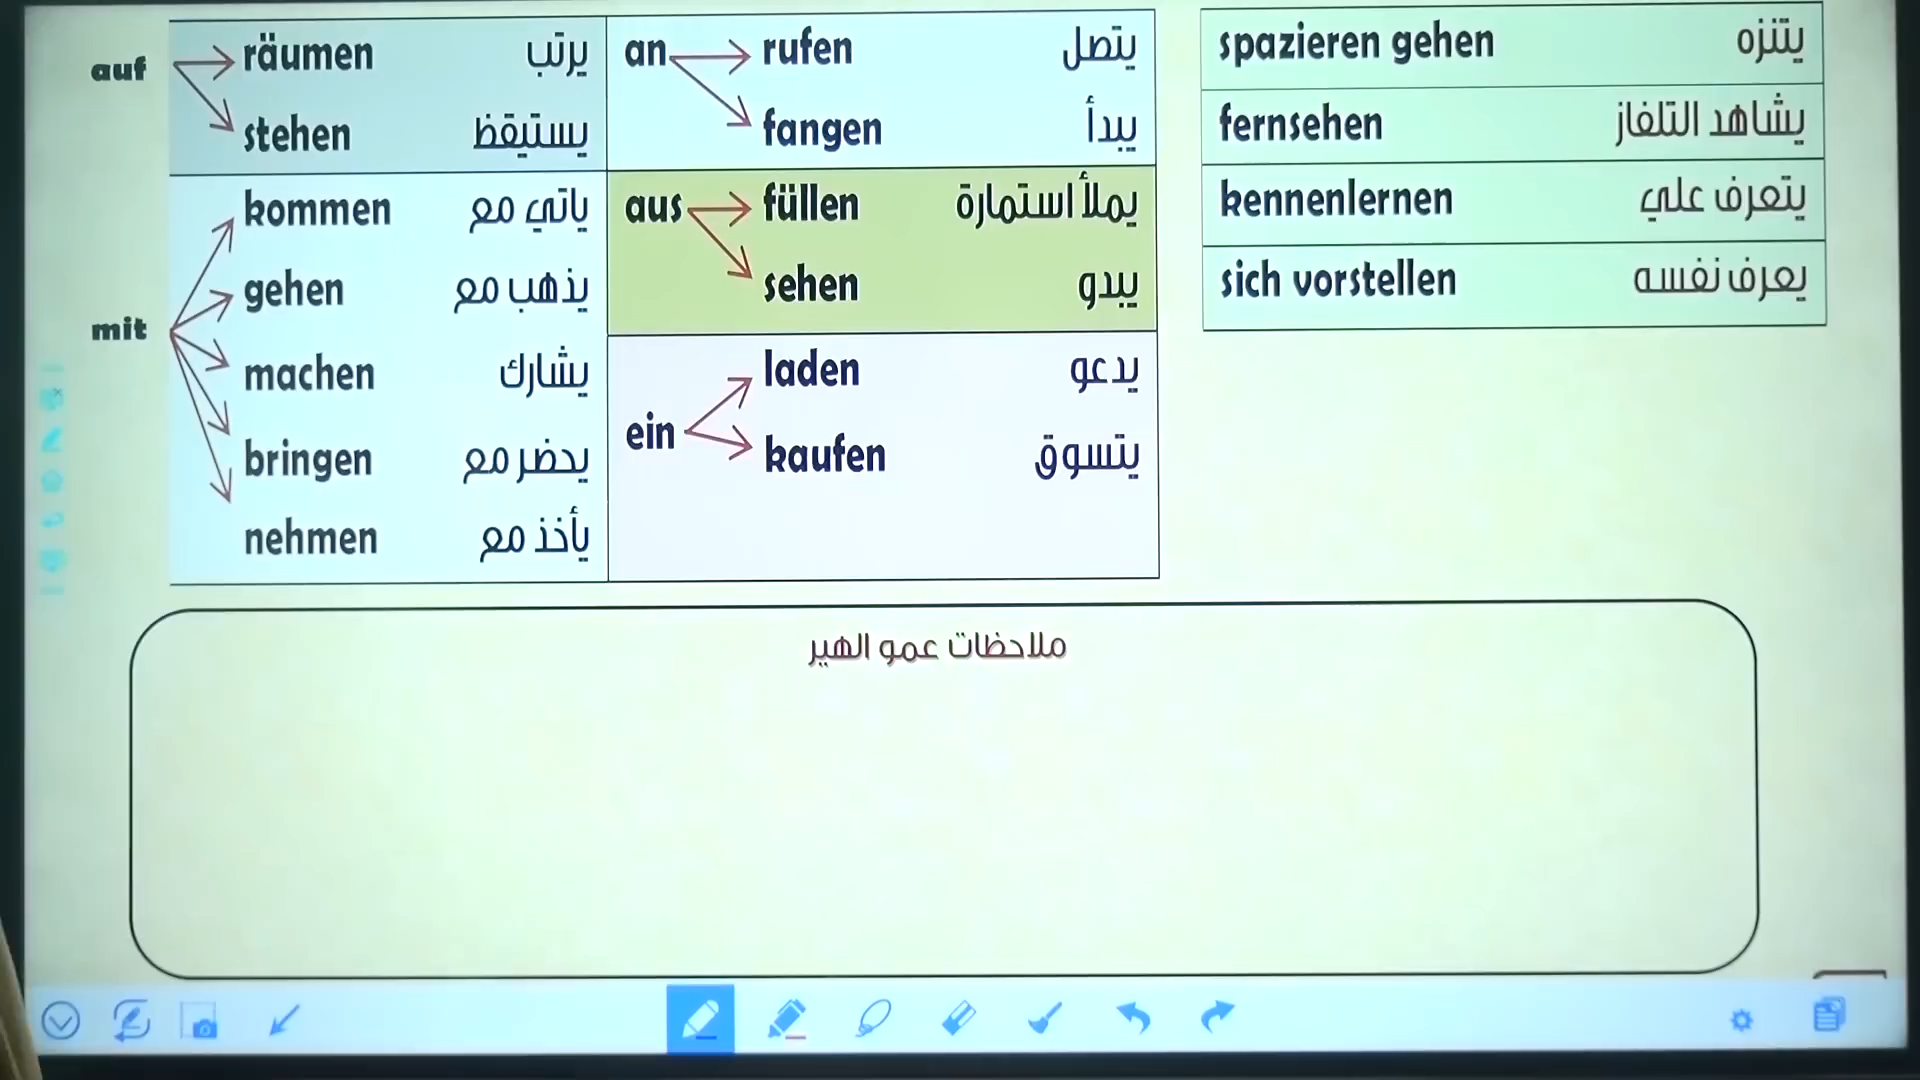 auf
räumen يرتب
stehen يستيقظ
mit
kommen ياتي مع
gehen يذهب مع
machen يشارك
bringen يحضر مع
nehmen يأخذ مع
an
rufen يتصل
fangen يبدأ
aus
füllen يملأ استمارة
sehen يبدو
ein
laden يدعو
kaufen يتسوق
spazieren gehen يتنزه
fernsehen يشاهد التلفاز
kennenlernen يتعرف علي
sich vorstellen يعرف نفسه
ملاحظات عمو الهير